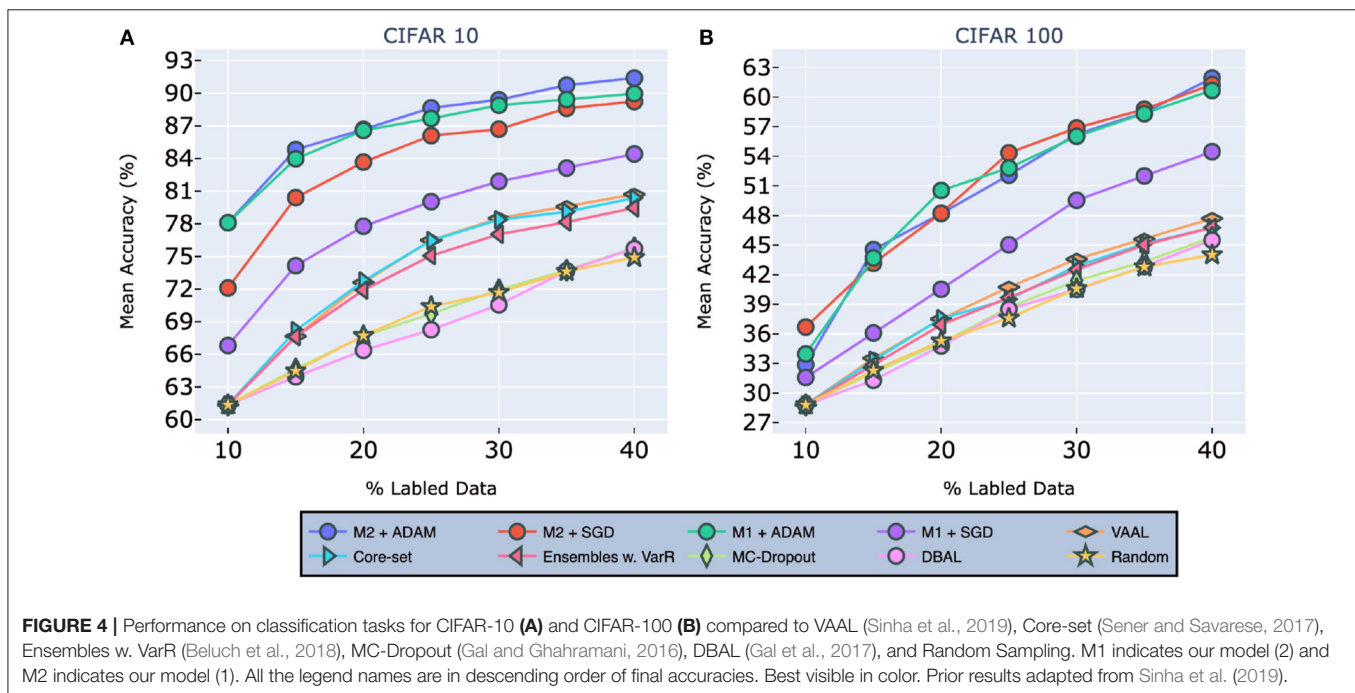 A
CIFAR 10
93
90
87
84
81
78
75
72
69
66
63
60
Mean Accuracy (%)
10
20
30
40
% Labled Data
B
CIFAR 100
63
60
57
54
51
48
45
42
39
36
33
30
27
Mean Accuracy (%)
10
20
30
40
% Labled Data
M2 + ADAM M2 + SGD M1 + ADAM M1 + SGD VAAL
Core-set Ensembles w. VarR MC-Dropout DBAL Random
FIGURE 4 | Performance on classification tasks for CIFAR-10 (A) and CIFAR-100 (B) compared to VAAL (Sinha et al., 2019), Core-set (Sener and Savarese, 2017),
Ensembles w. VarR (Beluch et al., 2018), MC-Dropout (Gal and Ghahramani, 2016), DBAL (Gal et al., 2017), and Random Sampling. M1 indicates our model (2) and
M2 indicates our model (1). All the legend names are in descending order of final accuracies. Best visible in color. Prior results adapted from Sinha et al. (2019).